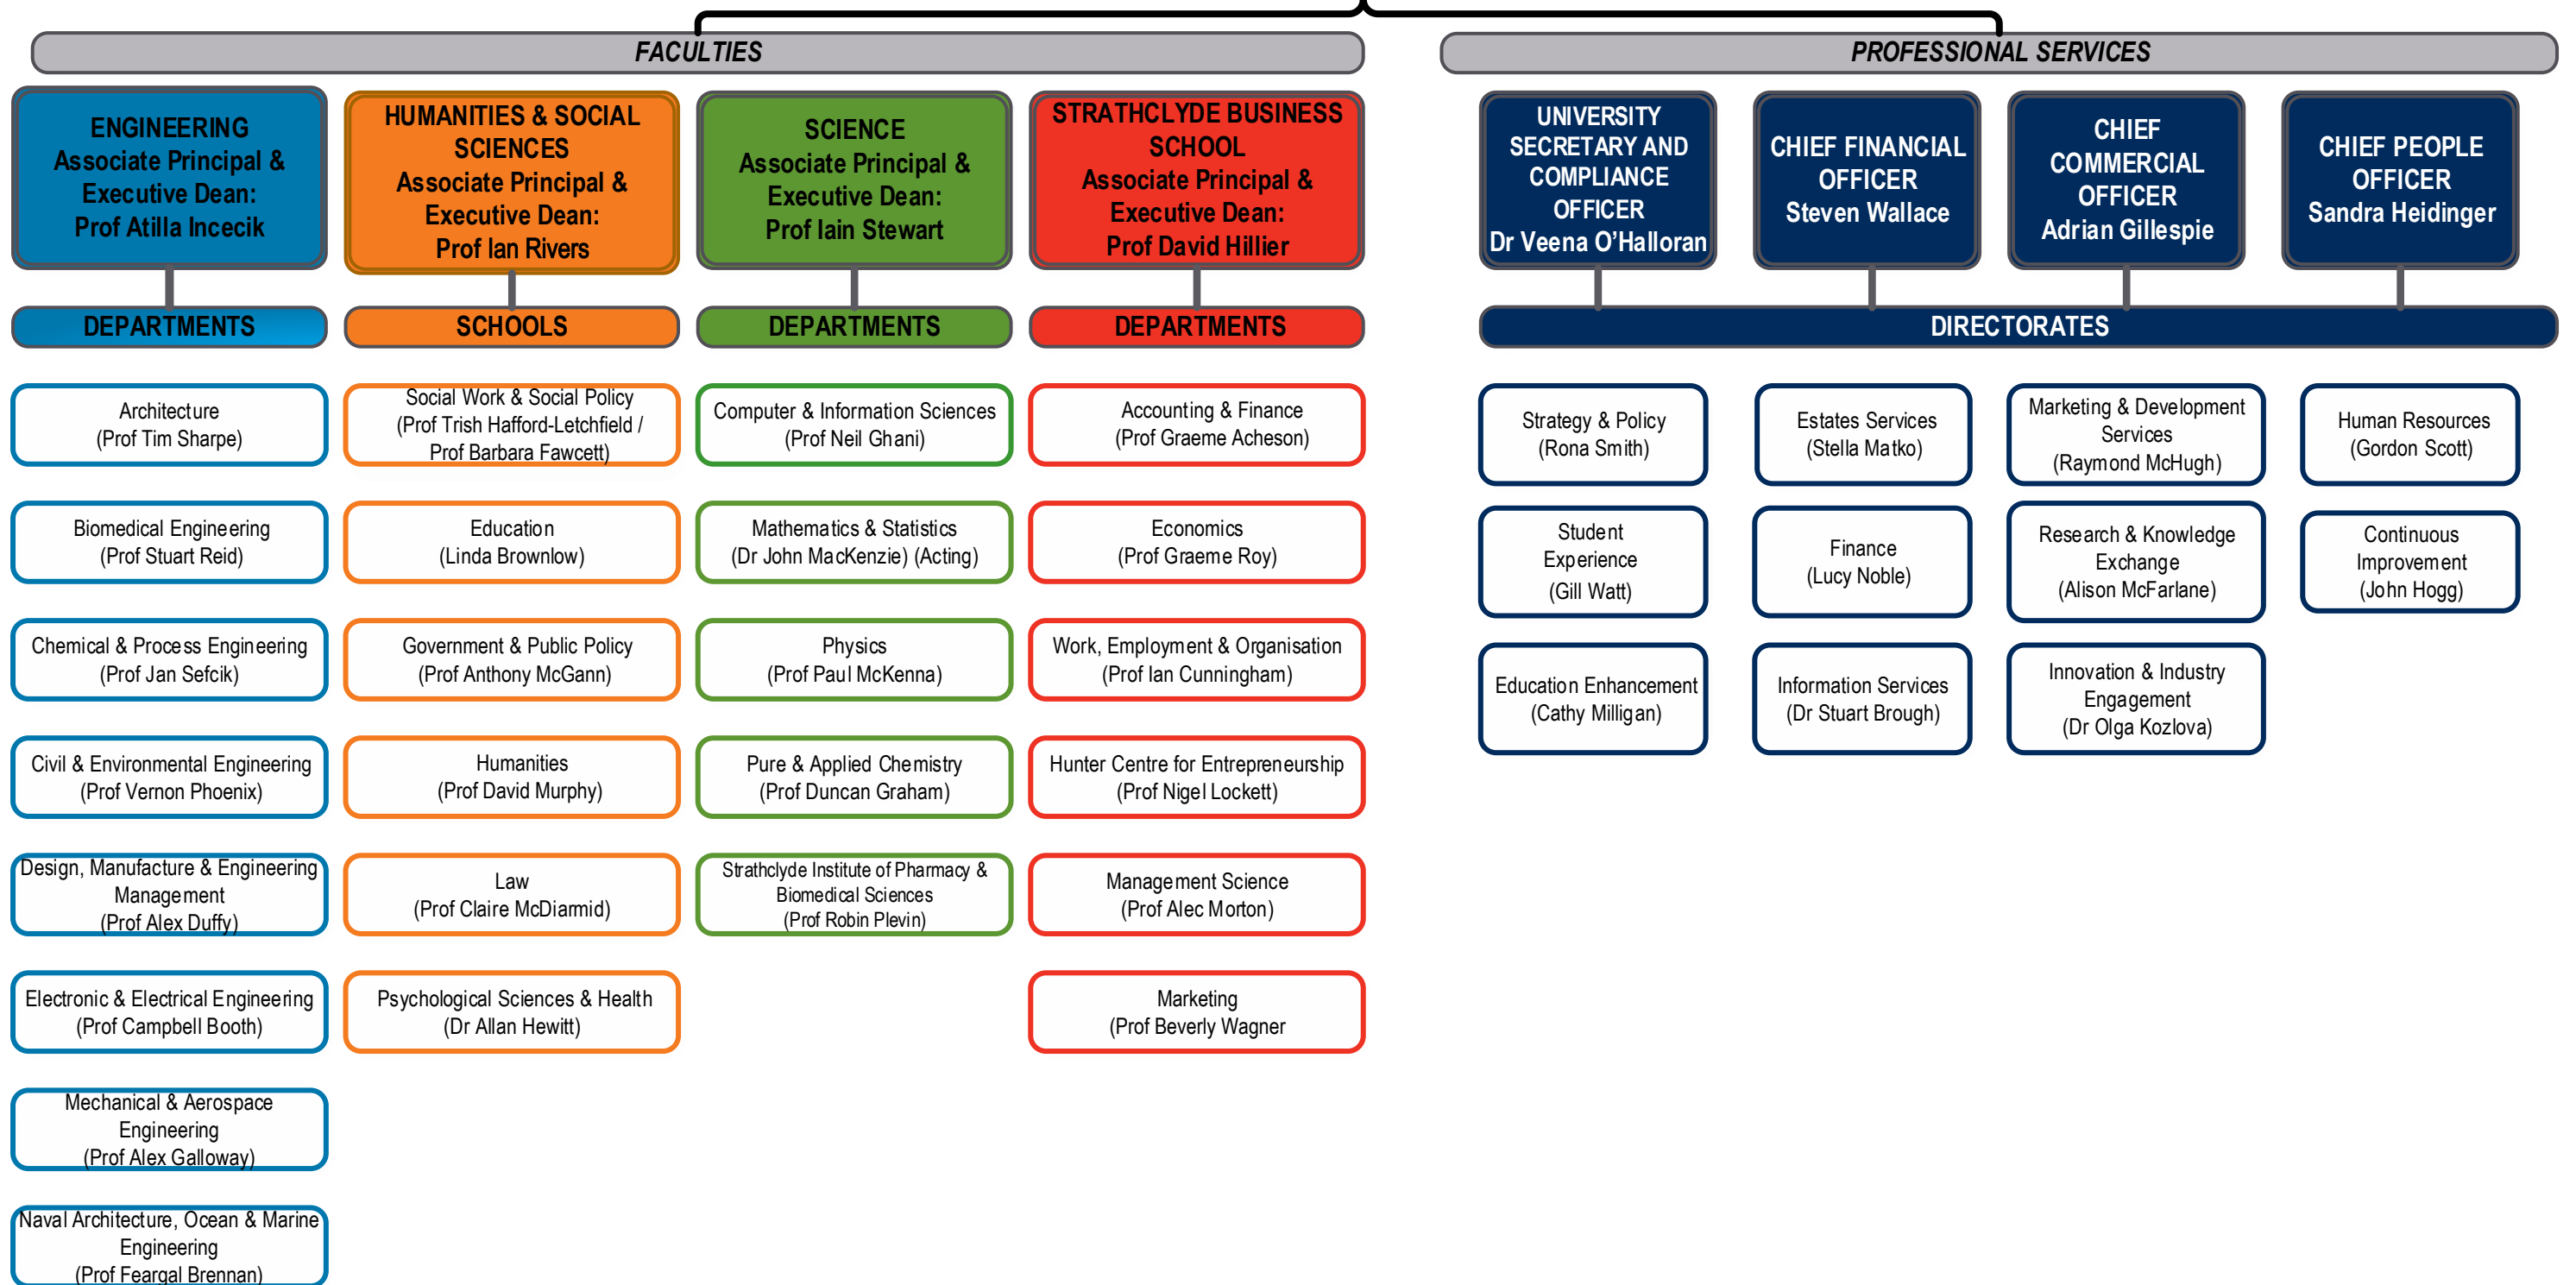 FACULTIES
PROFESSIONAL SERVICES
ENGINEERING
Associate Principal &
Executive Dean:
Prof Atilla Incecik
HUMANITIES & SOCIAL
SCIENCES
Associate Principal &
Executive Dean:
Prof Ian Rivers
SCIENCE
Associate Principal &
Executive Dean:
Prof Iain Stewart
STRATHCLYDE BUSINESS
SCHOOL
Associate Principal &
Executive Dean:
Prof David Hillier
UNIVERSITY
SECRETARY AND
COMPLIANCE
OFFICER
Dr Veena O’Halloran
CHIEF FINANCIAL
OFFICER
Steven Wallace
CHIEF
COMMERCIAL
OFFICER
Adrian Gillespie
CHIEF PEOPLE
OFFICER
Sandra Heidinger
DEPARTMENTS
SCHOOLS
DEPARTMENTS
DEPARTMENTS
DIRECTORATES
Architecture
(Prof Tim Sharpe)
Biomedical Engineering
(Prof Stuart Reid)
Chemical & Process Engineering
(Prof Jan Sefcik)
Civil & Environmental Engineering
(Prof Vernon Phoenix)
Design, Manufacture & Engineering
Management
(Prof Alex Duffy)
Electronic & Electrical Engineering
(Prof Campbell Booth)
Mechanical & Aerospace
Engineering
(Prof Alex Galloway)
Naval Architecture, Ocean & Marine
Engineering
(Prof Feargal Brennan)
Social Work & Social Policy
(Prof Trish Hafford-Letchfield /
Prof Barbara Fawcett)
Education
(Linda Brownlow)
Government & Public Policy
(Prof Anthony McGann)
Humanities
(Prof David Murphy)
Law
(Prof Claire McDiarmid)
Psychological Sciences & Health
(Dr Allan Hewitt)
Computer & Information Sciences
(Prof Neil Ghani)
Mathematics & Statistics
(Dr John MacKenzie) (Acting)
Physics
(Prof Paul McKenna)
Pure & Applied Chemistry
(Prof Duncan Graham)
Strathclyde Institute of Pharmacy &
Biomedical Sciences
(Prof Robin Plevin)
Accounting & Finance
(Prof Graeme Acheson)
Economics
(Prof Graeme Roy)
Work, Employment & Organisation
(Prof Ian Cunningham)
Hunter Centre for Entrepreneurship
(Prof Nigel Lockett)
Management Science
(Prof Alec Morton)
Marketing
(Prof Beverly Wagner
Strategy & Policy
(Rona Smith)
Student
Experience
(Gill Watt)
Education Enhancement
(Cathy Milligan)
Estates Services
(Stella Matko)
Finance
(Lucy Noble)
Information Services
(Dr Stuart Brough)
Marketing & Development
Services
(Raymond McHugh)
Research & Knowledge
Exchange
(Alison McFarlane)
Innovation & Industry
Engagement
(Dr Olga Kozlova)
Human Resources
(Gordon Scott)
Continuous
Improvement
(John Hogg)